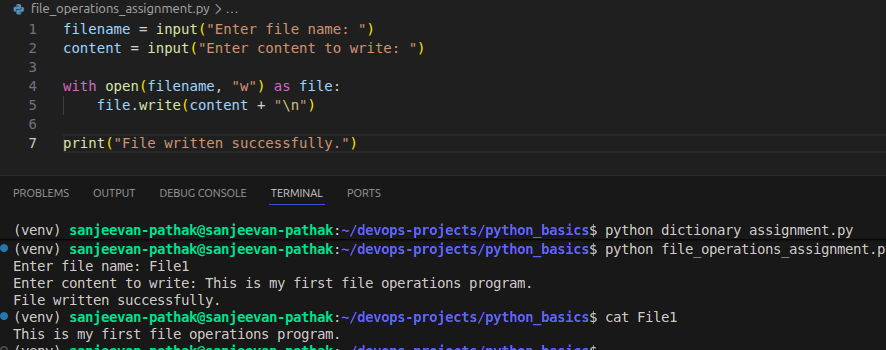 file_operations_assignment.py > ...
1 filename = input("Enter file name: ")
2 content = input("Enter content to write: ")
3
4 with open(filename, "w") as file:
5 file.write(content + "\n")
6
7 print("File written successfully.")
PROBLEMS OUTPUT DEBUG CONSOLE TERMINAL PORTS
(venv) sanjeevan-pathak@sanjeevan-pathak:~/devops-projects/python_basics$ python dictionary assignment.py
(venv) sanjeevan-pathak@sanjeevan-pathak:~/devops-projects/python_basics$ python file_operations_assignment.p
Enter file name: File1
Enter content to write: This is my first file operations program.
File written successfully.
(venv) sanjeevan-pathak@sanjeevan-pathak:~/devops-projects/python_basics$ cat File1
This is my first file operations program.